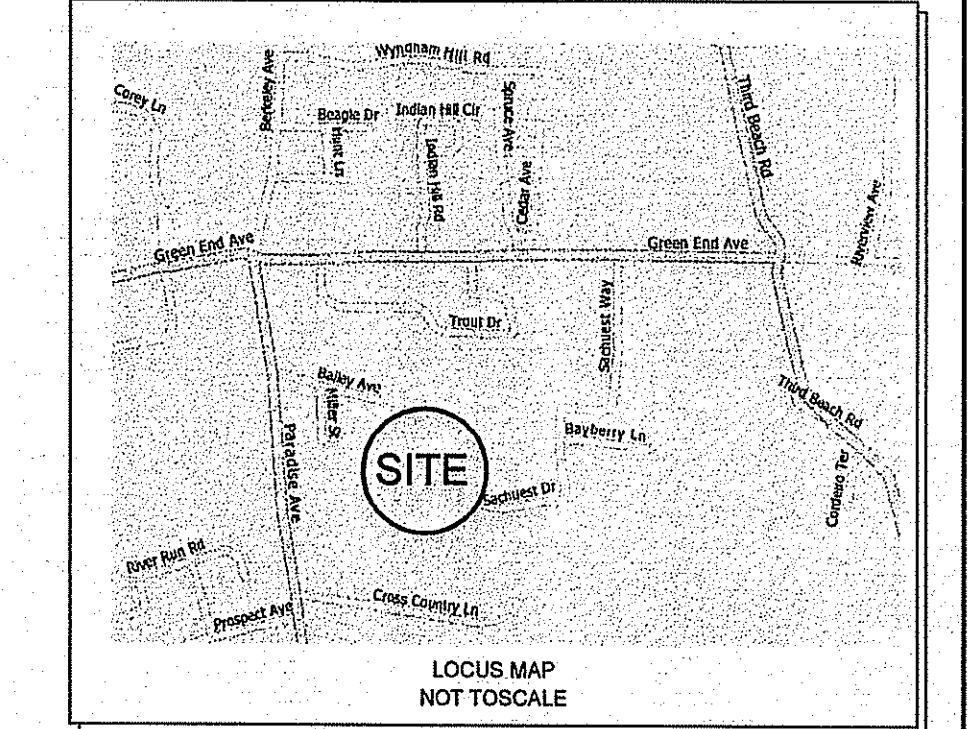 Wyndham Hill Rd
Corey Ln
Berkeley Ave
Beagle Dr
Indian Hill Cir
Spruce Ave
Third Beach Rd
Hunt Ln
Indian Hill Rd
Cedar Ave
Riverview Ave
Green End Ave
Green End Ave
Trout Dr
Sachuest Way
Bailey Ave
Miller St
Third Beach Rd
Paradise Ave
Bayberry Ln
SITE
Sachuest Dr
Cordeiro Ter
River Run Rd
Cross Country Ln
Prospect Ave
LOCUS MAP
NOT TOSCALE